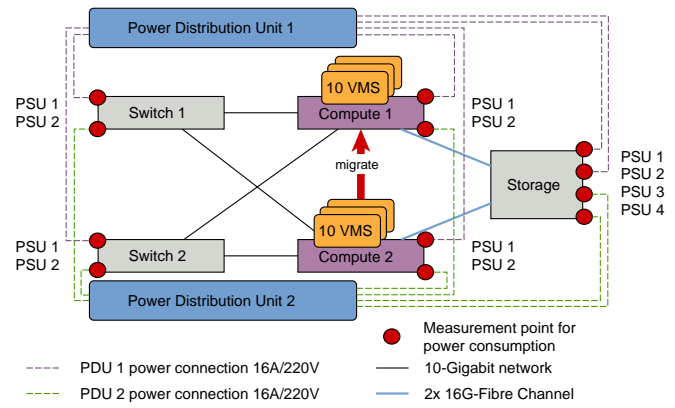 Power Distribution Unit 1
10 VMS
PSU 1
PSU 2
Switch 1
Compute 1
PSU 1
PSU 2
migrate
PSU 1
PSU 2
PSU 3
PSU 4
Storage
10 VMS
PSU 1
PSU 2
Switch 2
Compute 2
PSU 1
PSU 2
Power Distribution Unit 2
Measurement point for
power consumption
PDU 1 power connection 16A/220V
10-Gigabit network
PDU 2 power connection 16A/220V
2x 16G-Fibre Channel